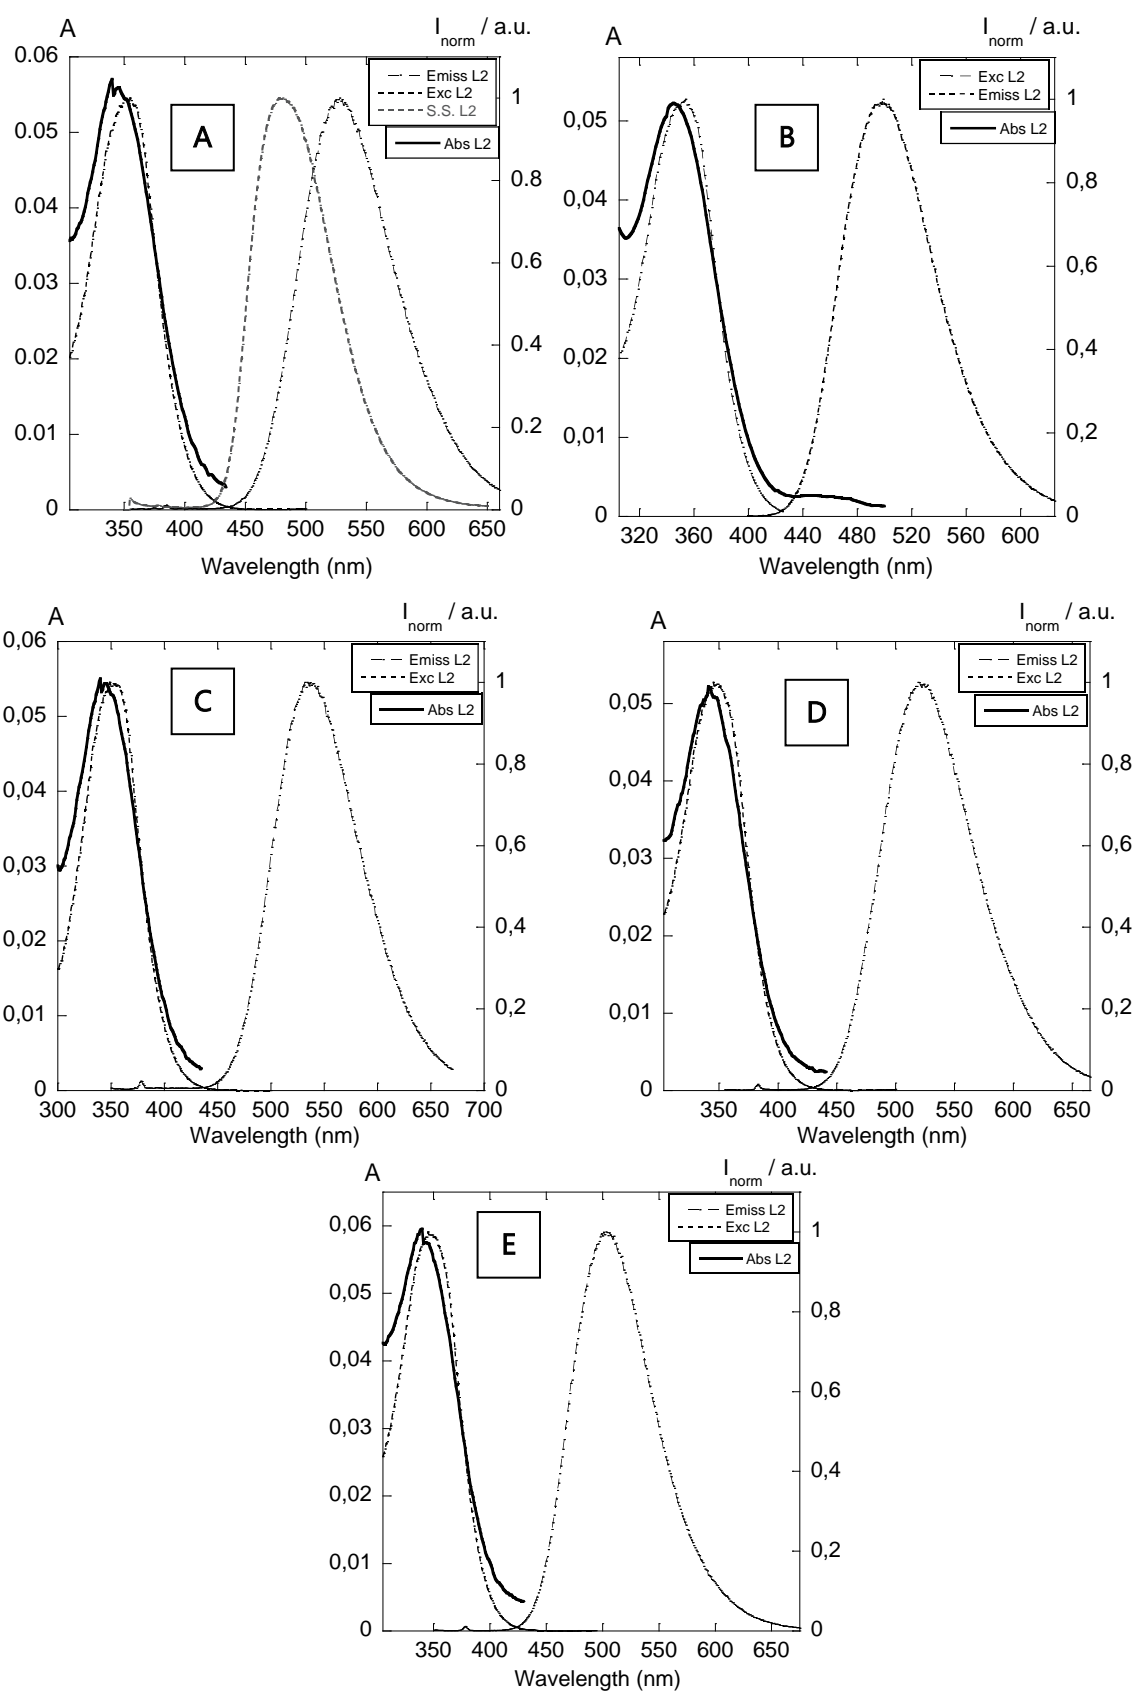 A
I norm / a.u.
Emiss L2
Exc L2
S.S. L2
Abs L2
A
0.06
0.05
0.04
0.03
0.02
0.01
0
1
0.8
0.6
0.4
0.2
0
350 400 450 500 550 600 650
Wavelength (nm)
A
I norm / a.u.
Exc L2
Emiss L2
Abs L2
B
0,05
0,04
0,03
0,02
0,01
0
1
0,8
0,6
0,4
0,2
0
320 360 400 440 480 520 560 600
Wavelength (nm)
A
I norm / a.u.
Emiss L2
Exc L2
Abs L2
C
0.06
0,05
0,04
0,03
0,02
0,01
0
1
0,8
0,6
0,4
0,2
0
300 350 400 450 500 550 600 650 700
Wavelength (nm)
A
I norm / a.u.
Emiss L2
Exc L2
Abs L2
D
0,05
0,04
0,03
0,02
0,01
0
1
0,8
0,6
0,4
0,2
0
350 400 450 500 550 600 650
Wavelength (nm)
A
I norm / a.u.
Emiss L2
Exc L2
Abs L2
E
0,06
0,05
0,04
0,03
0,02
0,01
0
1
0,8
0,6
0,4
0,2
0
350 400 450 500 550 600 650
Wavelength (nm)